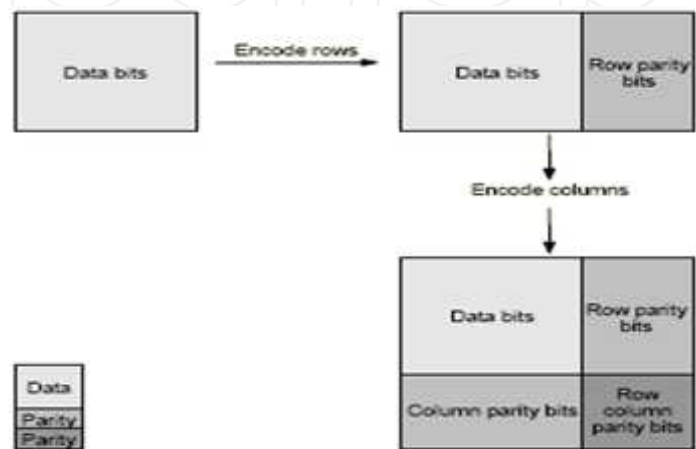 Data bits
Encode rows
Data bits
Row parity
bits
Encode columns
Data bits
Row parity
bits
Data
Parity
Parity
Column parity bits
Row
column
parity bits